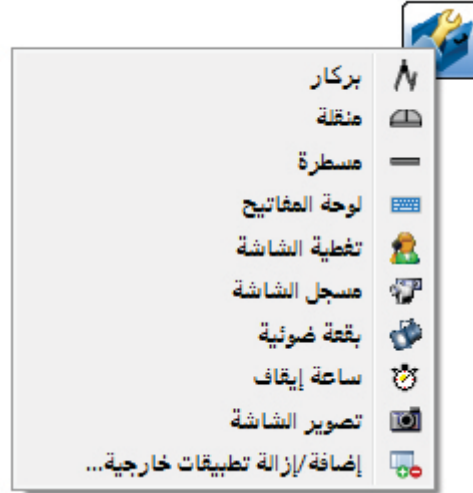 بركار
منقلة
مسطرة
لوحة المفاتيح
تغطية الشاشة
مسجل الشاشة
بقعة ضوئية
ساعة إيقاف
تصوير الشاشة
إضافة/إزالة تطبيقات خارجية...